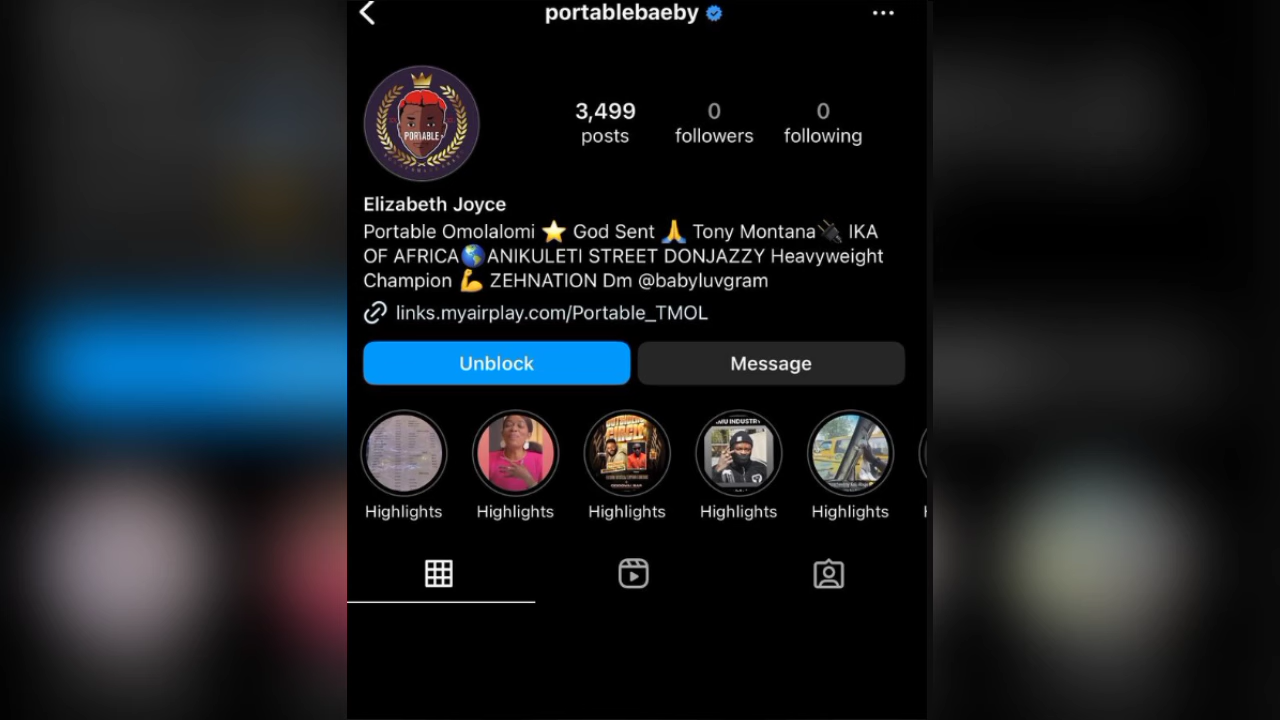 portablebaeby
3,499
posts
0
followers
0
following
PORTABLE
Elizabeth Joyce
Portable Omolalomi ⭐ God Sent 🙏 Tony Montana🔌 IKA
OF AFRICA🌎ANIKULETI STREET DONJAZZY Heavyweight
Champion 💪 ZEHNATION Dm @babyluvgram
links.myairplay.com/Portable_TMOL
Unblock
Message
Highlights
Highlights
Highlights
Highlights
Highlights